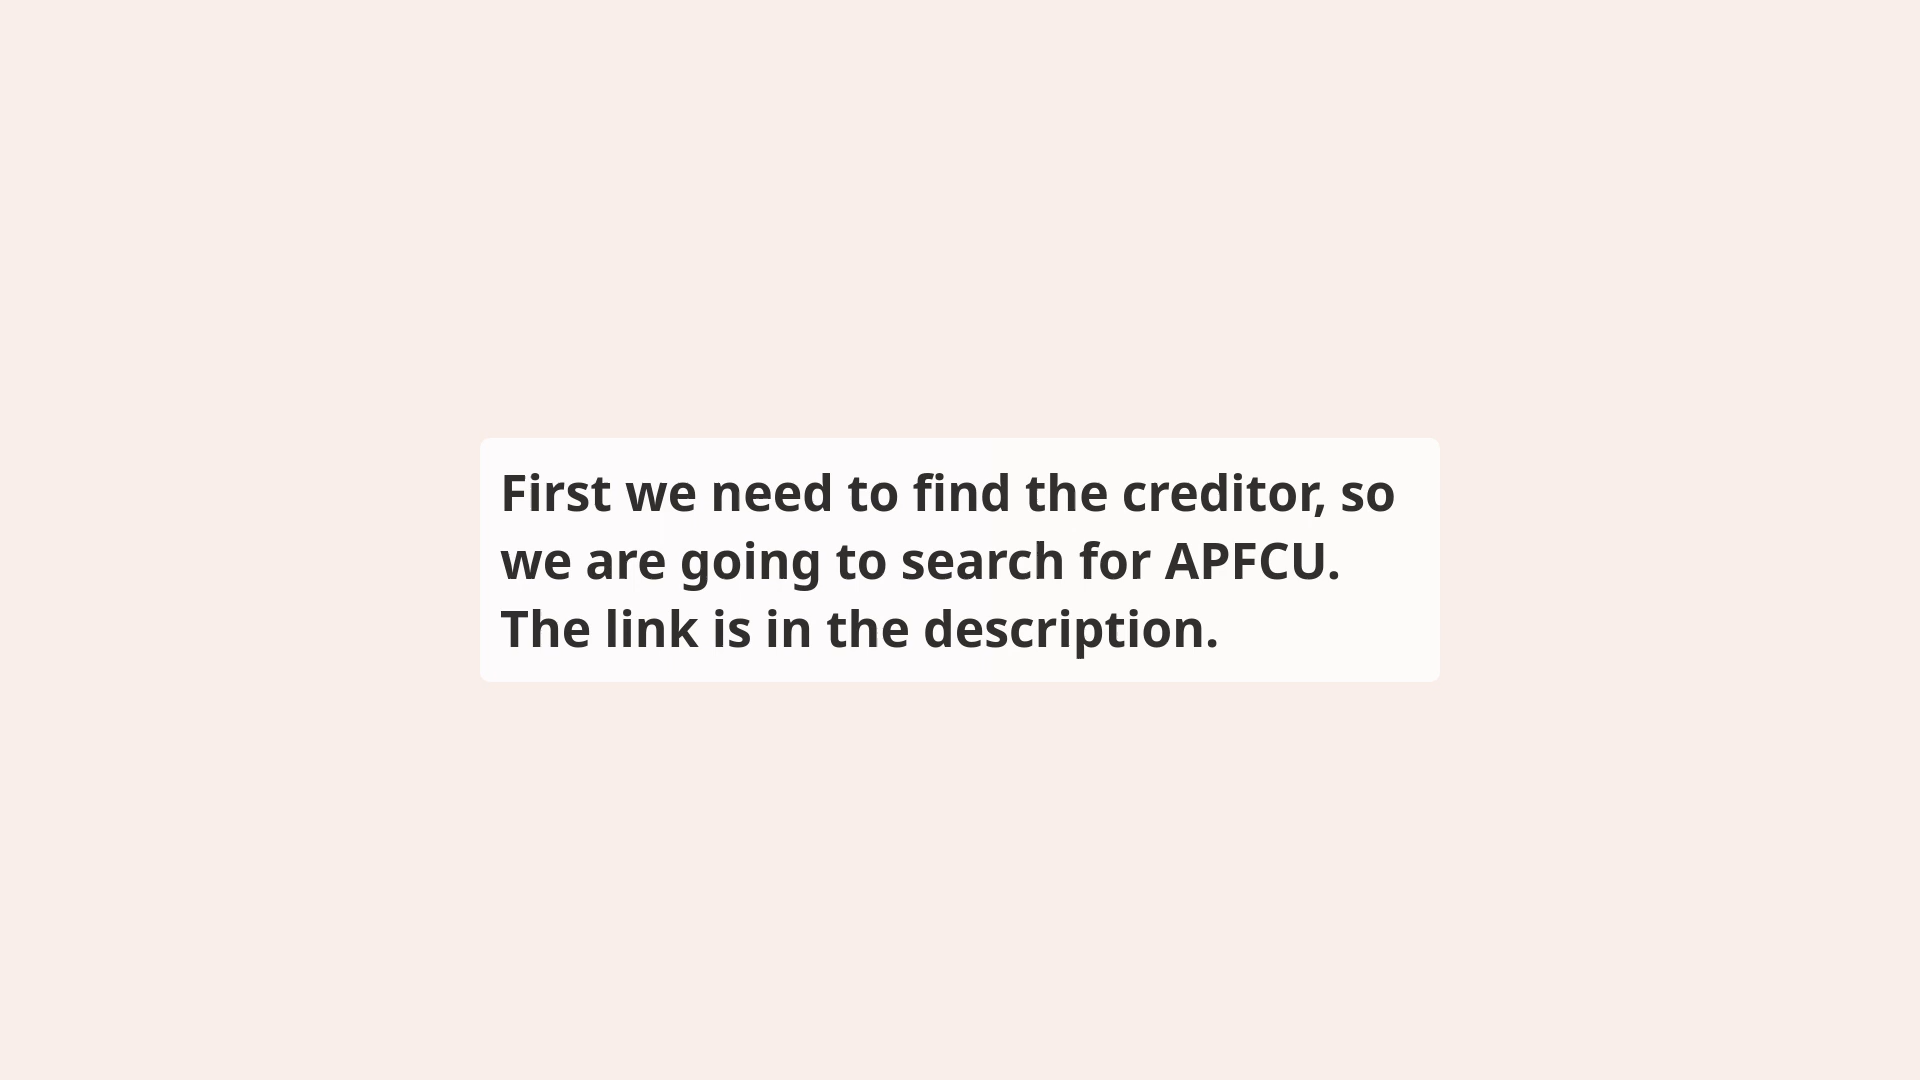 First we need to find the creditor, so
we are going to search for APFCU.
The link is in the description.